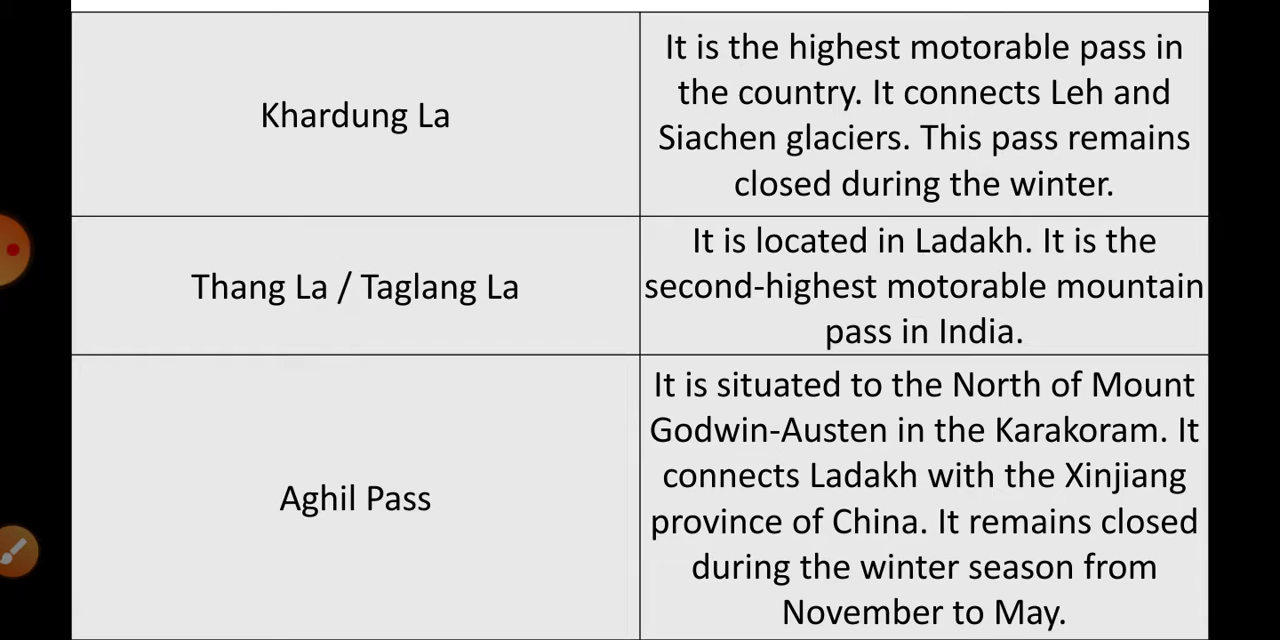 Khardung La
It is the highest motorable pass in
the country. It connects Leh and
Siachen glaciers. This pass remains
closed during the winter.
Thang La / Taglang La
It is located in Ladakh. It is the
second-highest motorable mountain
pass in India.
Aghil Pass
It is situated to the North of Mount
Godwin-Austen in the Karakoram. It
connects Ladakh with the Xinjiang
province of China. It remains closed
during the winter season from
November to May.